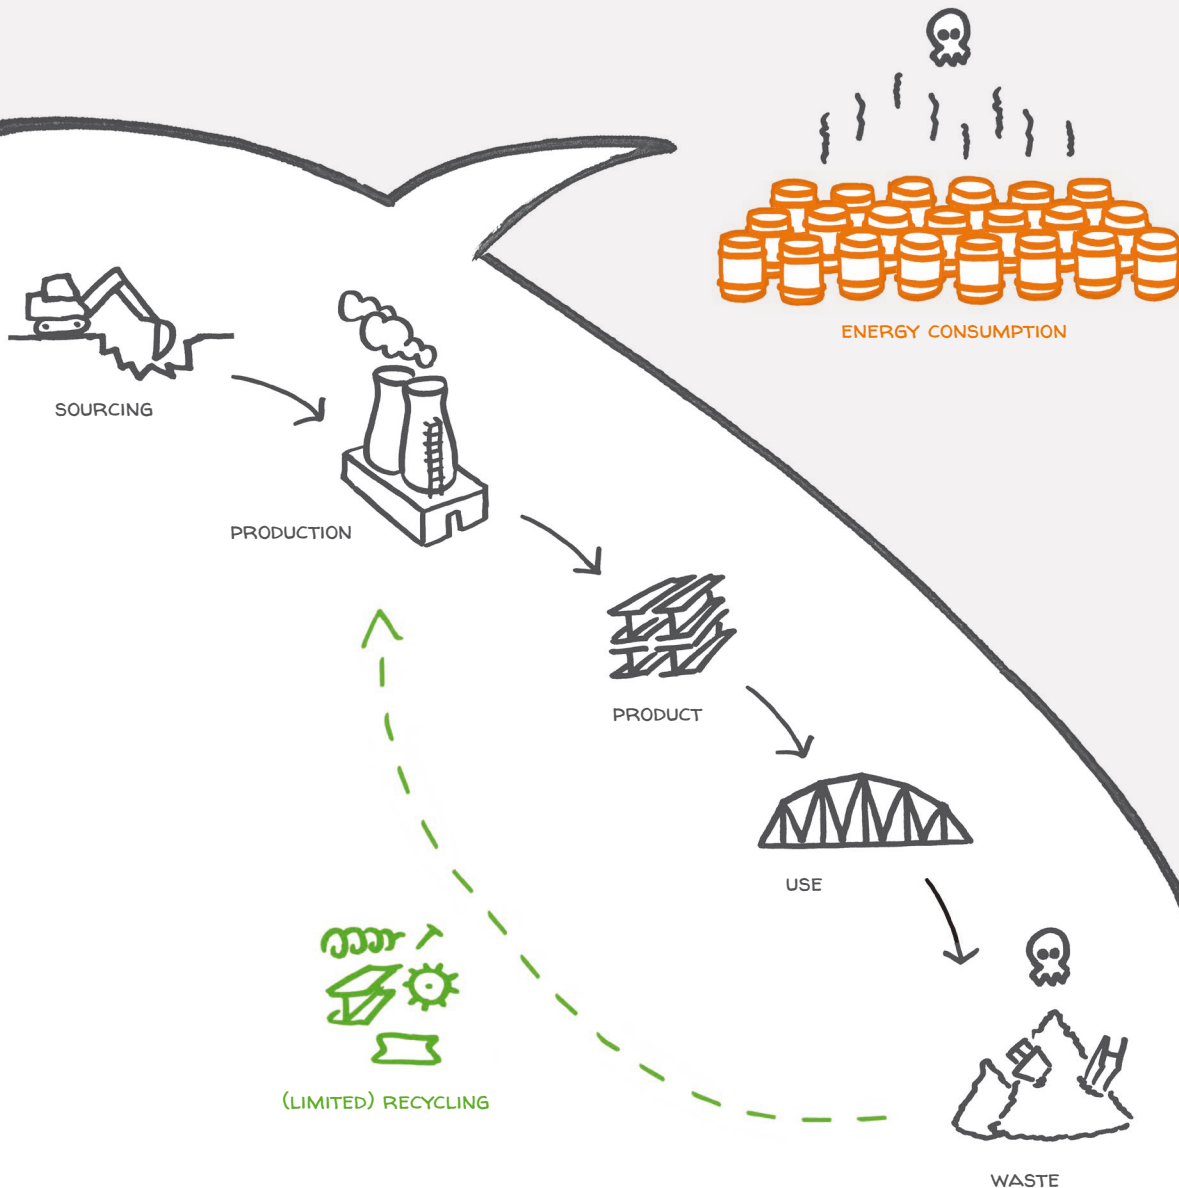 ENERGY CONSUMPTION
SOURCING
PRODUCTION
PRODUCT
USE
(LIMITED) RECYCLING
WASTE